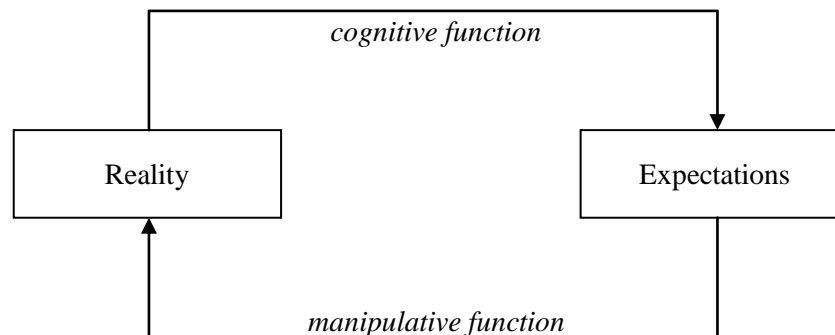 cognitive function
Reality
Expectations
manipulative function